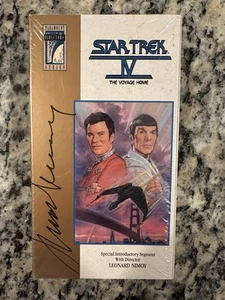 STAR TREK
IV
THE VOYAGE HOME
Special Introductory Segment
With Director
LEONARD NIMOY